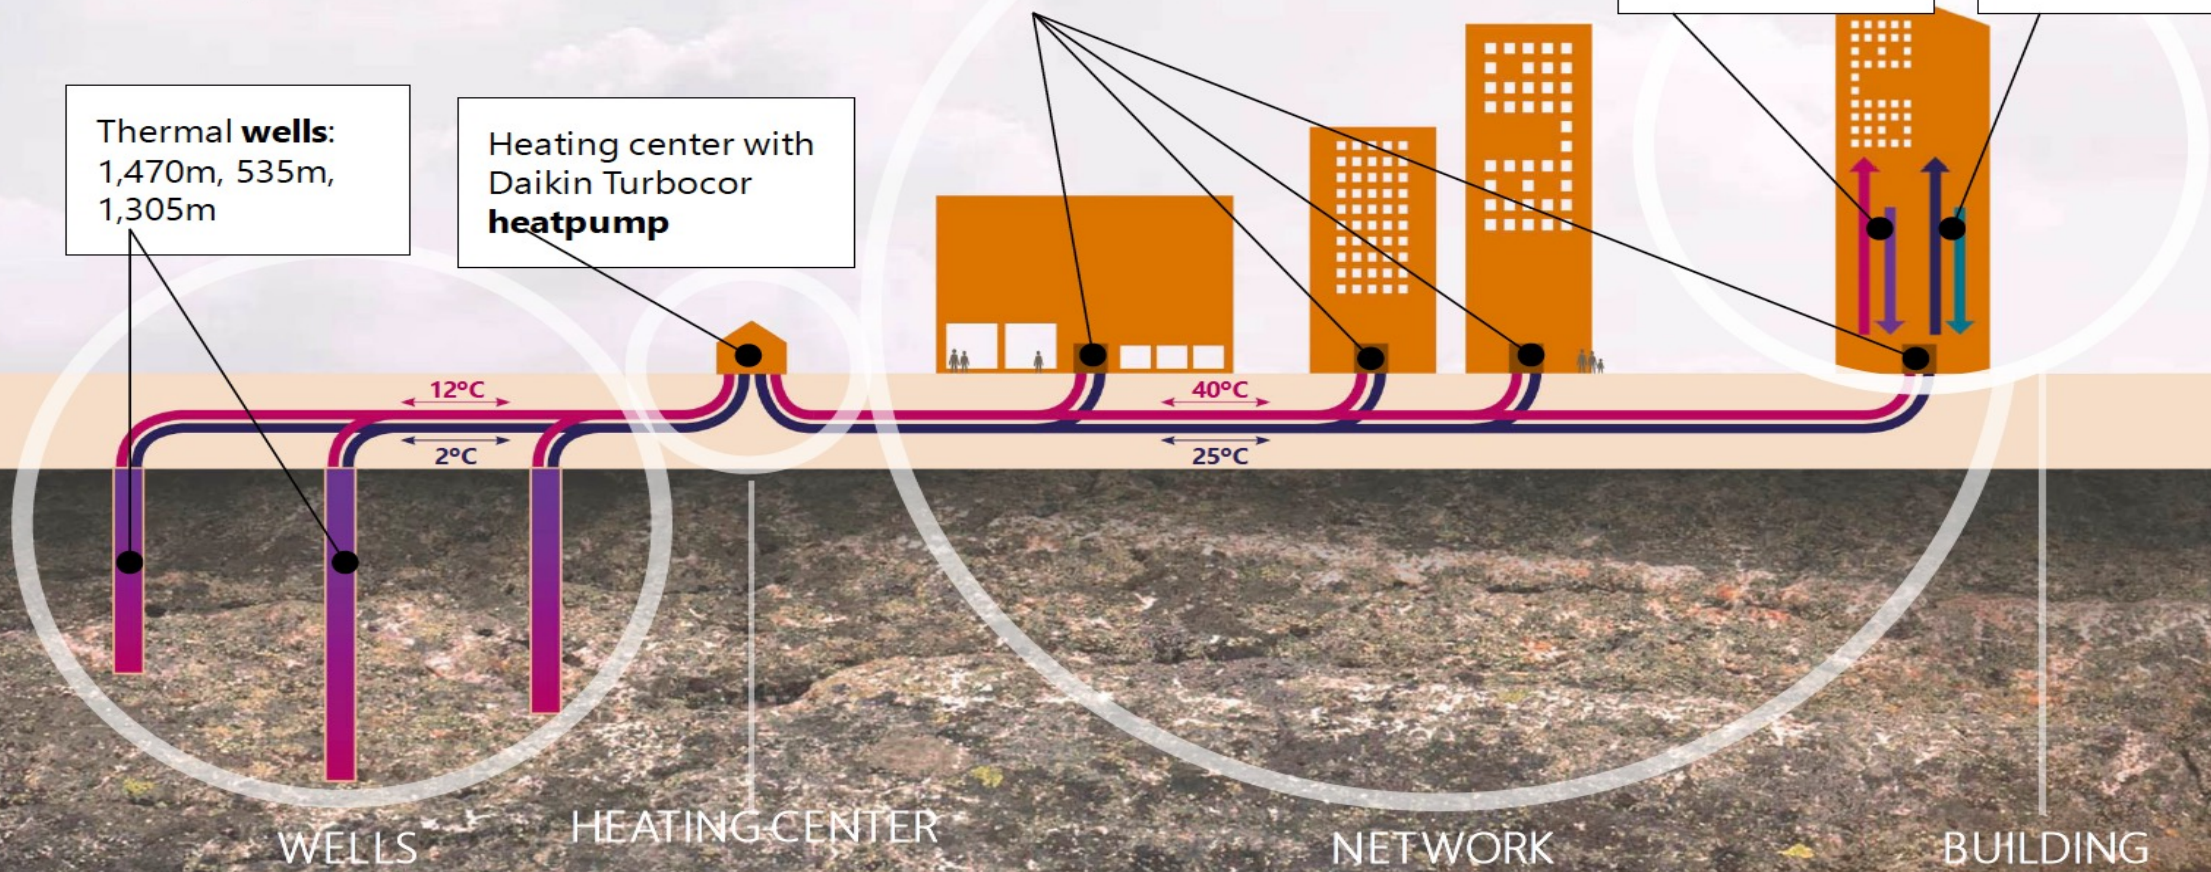 Thermal wells:
1,470m, 535m,
1,305m
Heating center with
Daikin Turbocor
heatpump
12°C
2°C
40°C
25°C
WELLS
HEATING CENTER
NETWORK
BUILDING